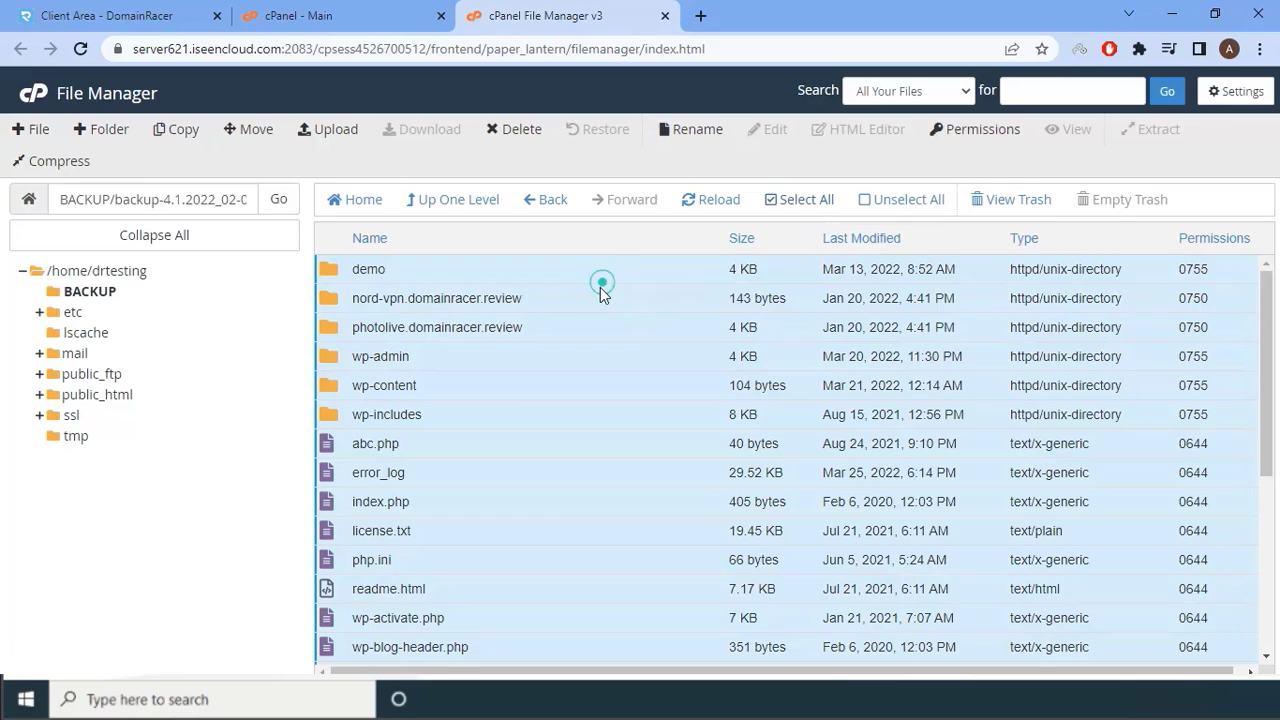 Client Area - DomainRacer
cPanel - Main
cPanel File Manager v3
server621.iseencloud.com:2083/cpsess4526700512/frontend/paper_lantern/filemanager/index.html
A
cP File Manager
Search All Your Files for Go Settings
File Folder Copy Move Upload Download Delete Restore Rename Edit HTML Editor Permissions View Extract
Compress
BACKUP/backup-4.1.2022_02-0 Go
Home Up One Level Back Forward Reload Select All Unselect All View Trash Empty Trash
Collapse All
/home/drtesting
BACKUP
etc
lscache
mail
public_ftp
public_html
ssl
tmp
Name Size Last Modified Type Permissions
demo 4 KB Mar 13, 2022, 8:52 AM httpd/unix-directory 0755
nord-vpn.domainracer.review 143 bytes Jan 20, 2022, 4:41 PM httpd/unix-directory 0750
photolive.domainracer.review 4 KB Jan 20, 2022, 4:41 PM httpd/unix-directory 0750
wp-admin 4 KB Mar 20, 2022, 11:30 PM httpd/unix-directory 0755
wp-content 104 bytes Mar 21, 2022, 12:14 AM httpd/unix-directory 0755
wp-includes 8 KB Aug 15, 2021, 12:56 PM httpd/unix-directory 0755
abc.php 40 bytes Aug 24, 2021, 9:10 PM text/x-generic 0644
error_log 29.52 KB Mar 25, 2022, 6:14 PM text/x-generic 0644
index.php 405 bytes Feb 6, 2020, 12:03 PM text/x-generic 0644
license.txt 19.45 KB Jul 21, 2021, 6:11 AM text/plain 0644
php.ini 66 bytes Jun 5, 2021, 5:24 AM text/x-generic 0644
readme.html 7.17 KB Jul 21, 2021, 6:11 AM text/html 0644
wp-activate.php 7 KB Jan 21, 2021, 7:07 AM text/x-generic 0644
wp-blog-header.php 351 bytes Feb 6, 2020, 12:03 PM text/x-generic 0644
Type here to search